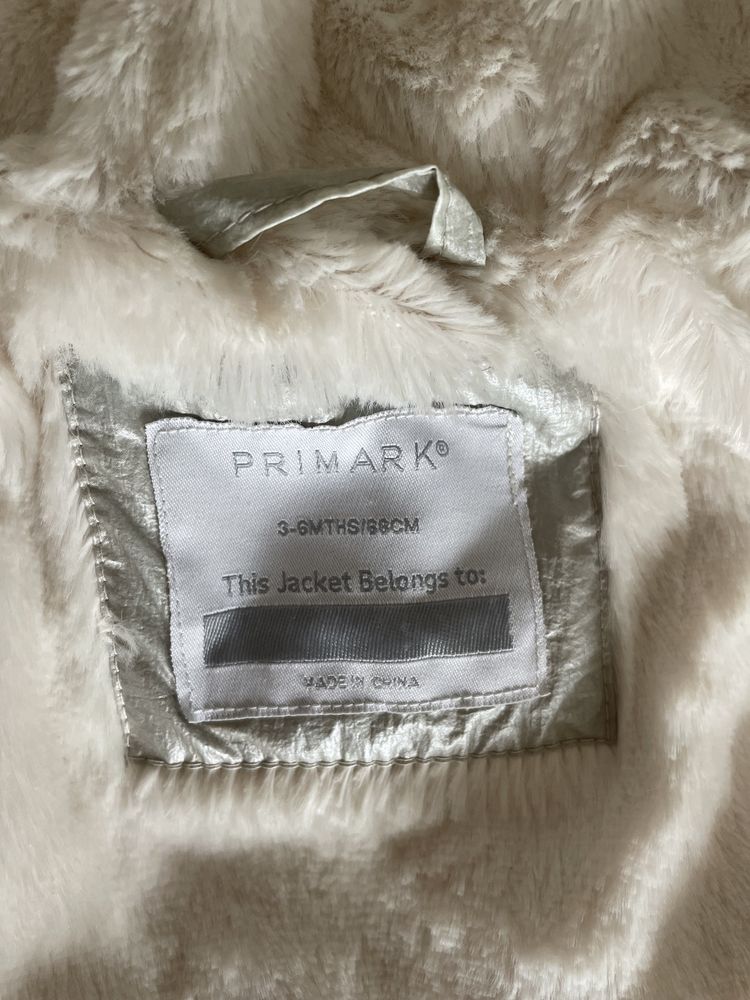 PRIMARK®
3-6MTHS/68CM
This Jacket Belongs to:
MADE IN CHINA